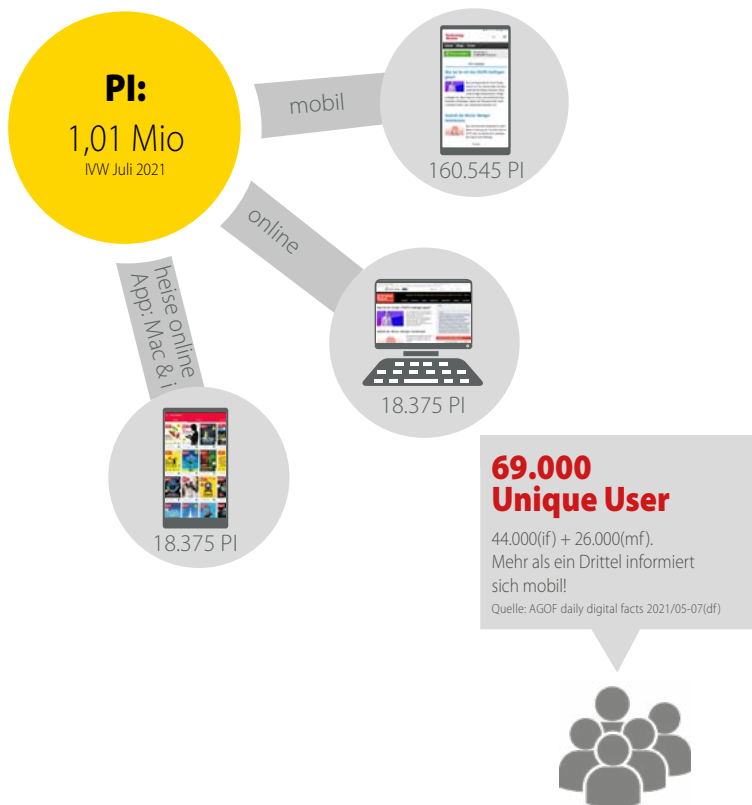 PI:
1,01 Mio
IVW Juli 2021
mobil
160.545 PI
online
18.375 PI
heise online
App: Mac & i
18.375 PI
69.000
Unique User
44.000(if) + 26.000(mf).
Mehr als ein Drittel informiert
sich mobil!
Quelle: AGOF daily digital facts 2021/05-07(df)